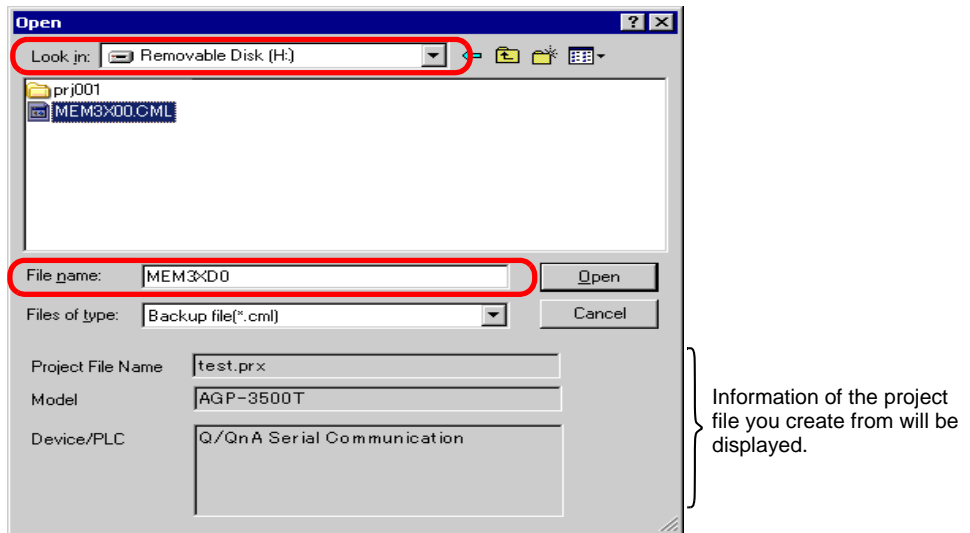 Open
Look in: Removable Disk (H:)
prj001
MEM3X00.CML
File name: MEM3XD0 Open
Files of type: Backup file(*.cml) Cancel
Project File Name test.prx
Model AGP-3500T
Device/PLC Q/QnA Serial Communication
Information of the project
file you create from will be
displayed.